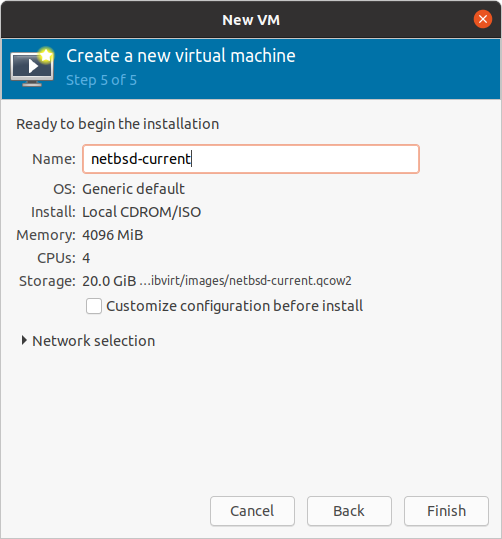 New VM
Create a new virtual machine
Step 5 of 5
Ready to begin the installation
Name: netbsd-current
OS: Generic default
Install: Local CDROM/ISO
Memory: 4096 MiB
CPUs: 4
Storage: 20.0 GiB ...ibvirt/images/netbsd-current.qcow2
Customize configuration before install
Network selection
Cancel Back Finish